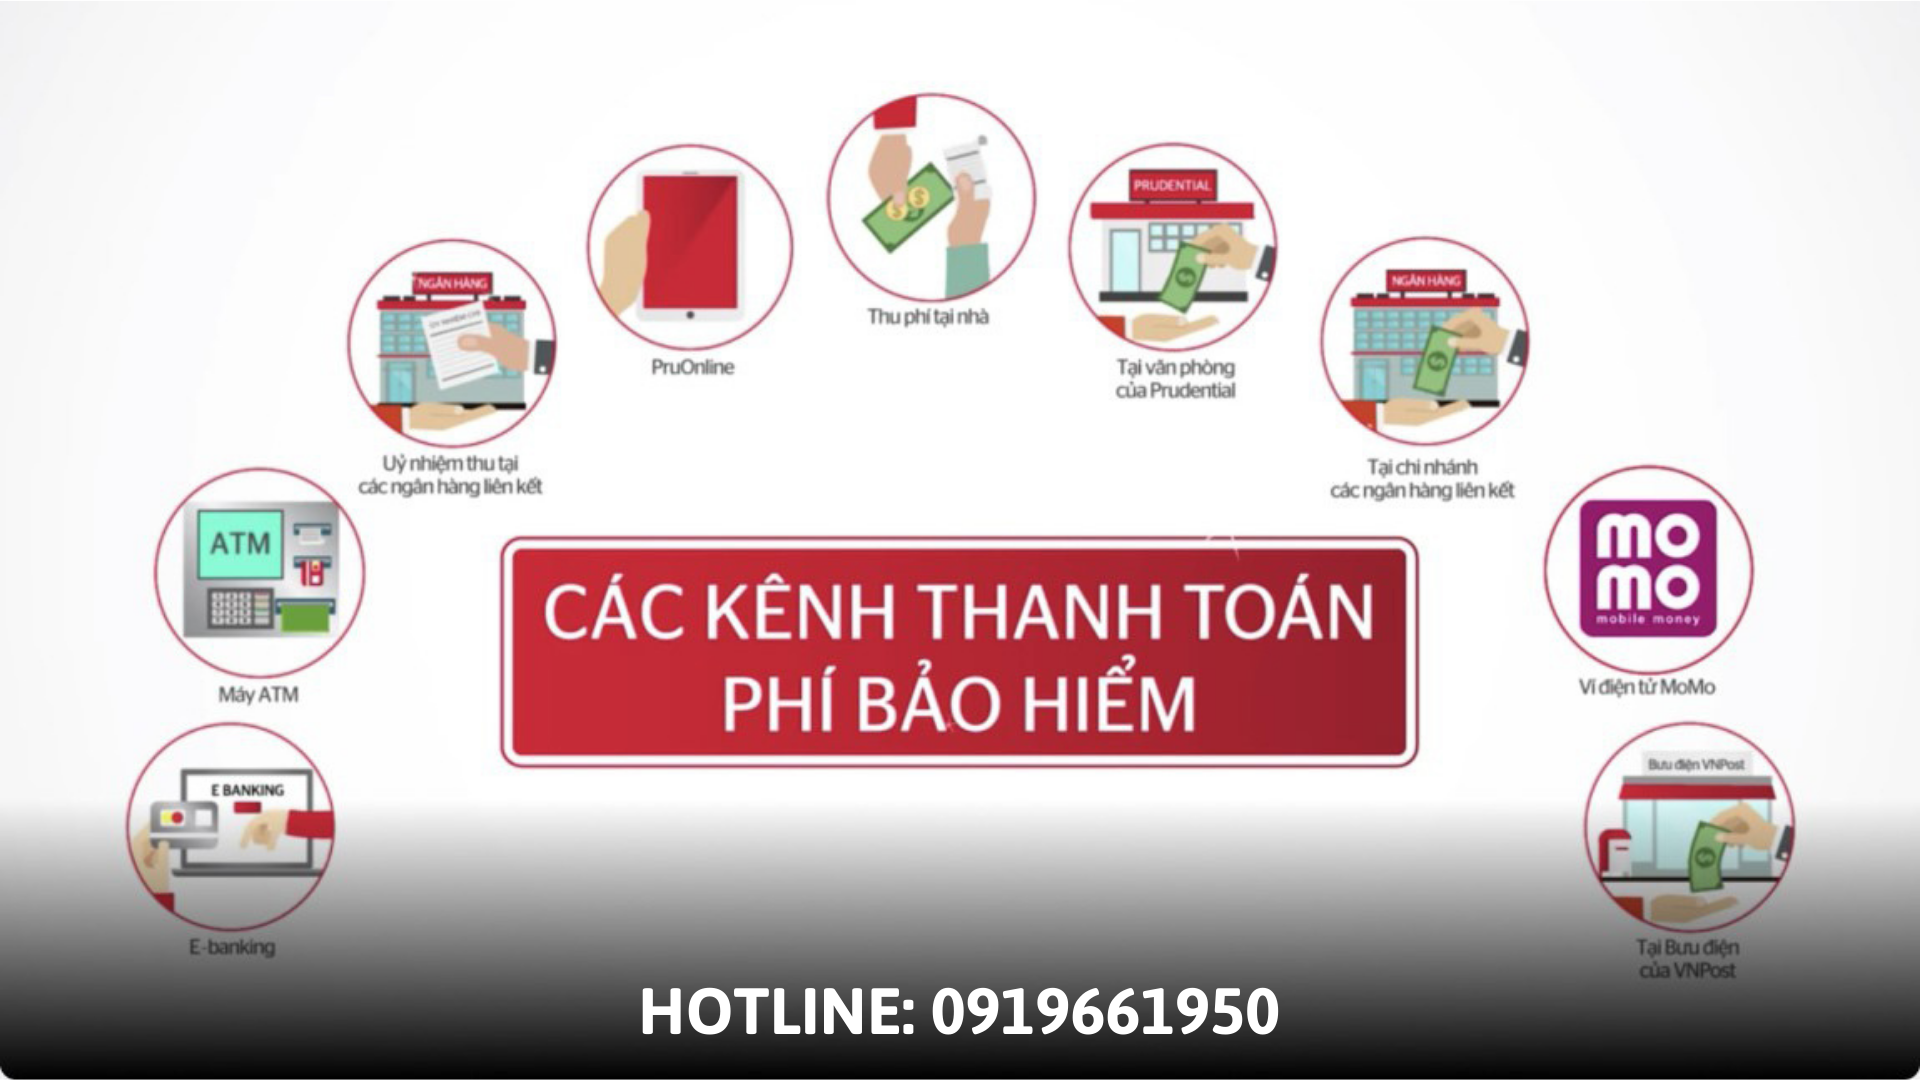 Thu phí tại nhà
PruOnline
PRUDENTIAL
Tại văn phòng
của Prudential
NGÂN HÀNG
Uỷ nhiệm thu tại
các ngân hàng liên kết
NGÂN HÀNG
Tại chi nhánh
các ngân hàng liên kết
ATM
Máy ATM
mo
mo
mobile money
Ví điện tử MoMo
CÁC KÊNH THANH TOÁN
PHÍ BẢO HIỂM
E BANKING
E-banking
Bưu điện VNPost
Tại Bưu điện
của VNPost
HOTLINE: 0919661950